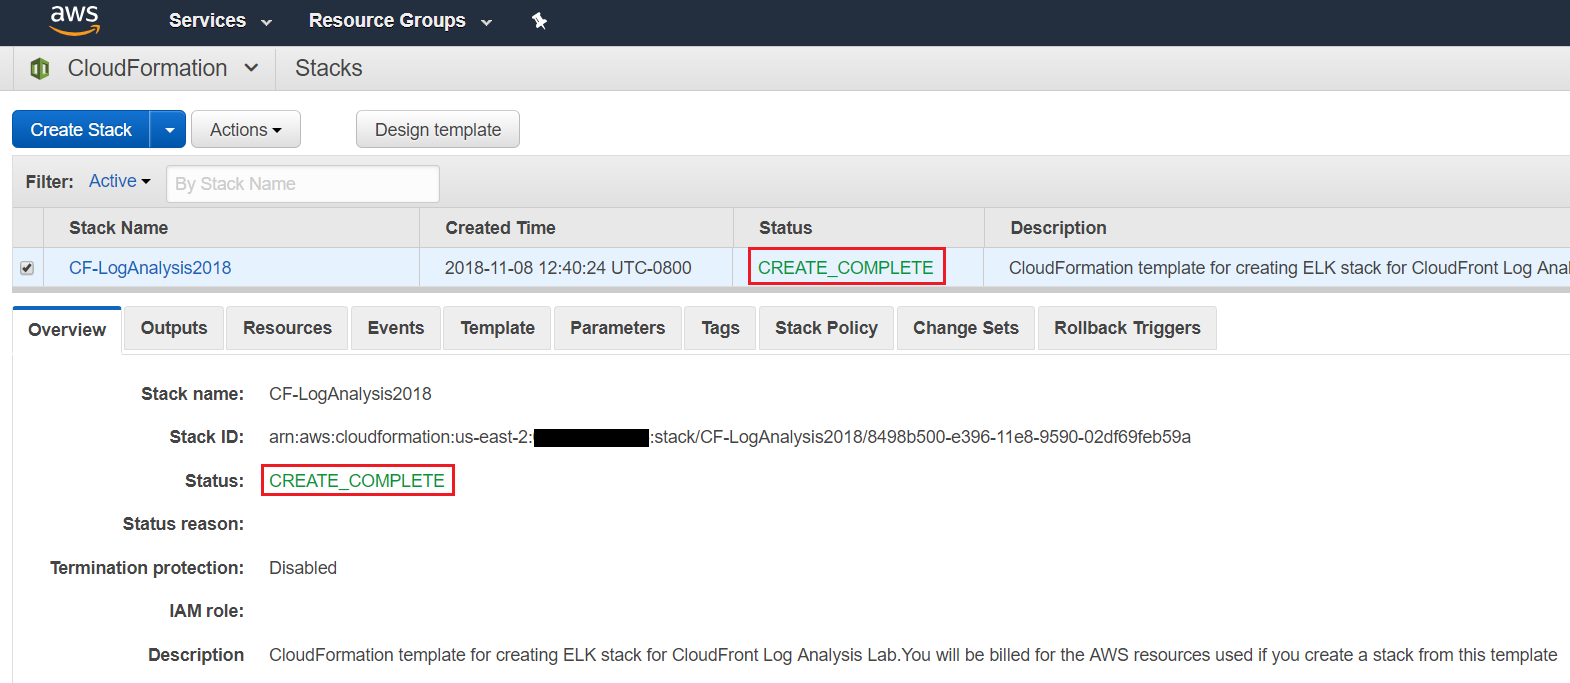 aws Services Resource Groups
CloudFormation Stacks
Create Stack Actions Design template
Filter: Active By Stack Name
Stack Name Created Time Status Description
CF-LogAnalysis2018 2018-11-08 12:40:24 UTC-0800 CREATE_COMPLETE CloudFormation template for creating ELK stack for CloudFront Log Anal
Overview Outputs Resources Events Template Parameters Tags Stack Policy Change Sets Rollback Triggers
Stack name: CF-LogAnalysis2018
Stack ID: arn:aws:cloudformation:us-east-2: :stack/CF-LogAnalysis2018/8498b500-e396-11e8-9590-02df69feb59a
Status: CREATE_COMPLETE
Status reason:
Termination protection: Disabled
IAM role:
Description CloudFormation template for creating ELK stack for CloudFront Log Analysis Lab.You will be billed for the AWS resources used if you create a stack from this template